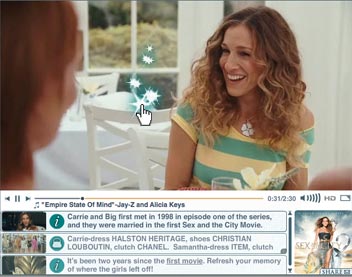 0:31/2:30 HD
"Empire State Of Mind"-Jay-Z and Alicia Keys
Carrie and Big first met in 1998 in episode one of the series,
and they were married in the first Sex and the City Movie.
Carrie-dress HALSTON HERITAGE, shoes CHRISTIAN
LOUBOUTIN, clutch CHANEL. Samantha-dress ITEM, clutch
It's been two years since the first movie. Refresh your memory
of where the girls left off!
SEX
SHARE IT